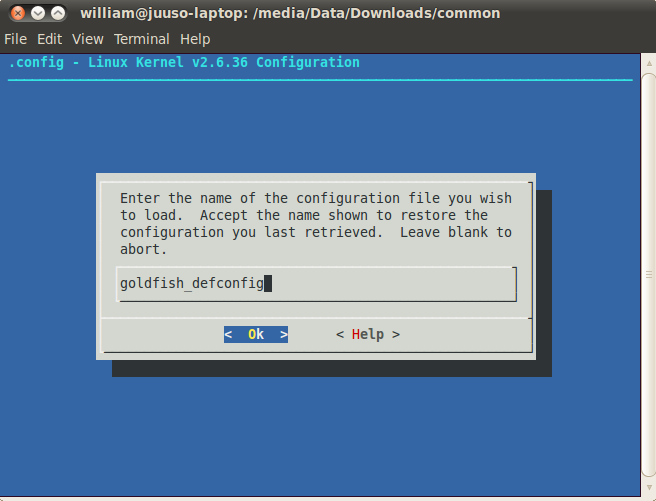 william@juuso-laptop: /media/Data/Downloads/common
File Edit View Terminal Help
.config - Linux Kernel v2.6.36 Configuration
Enter the name of the configuration file you wish
to load.  Accept the name shown to restore the
configuration you last retrieved.  Leave blank to
abort.
goldfish_defconfig
<  Ok  > < Help >